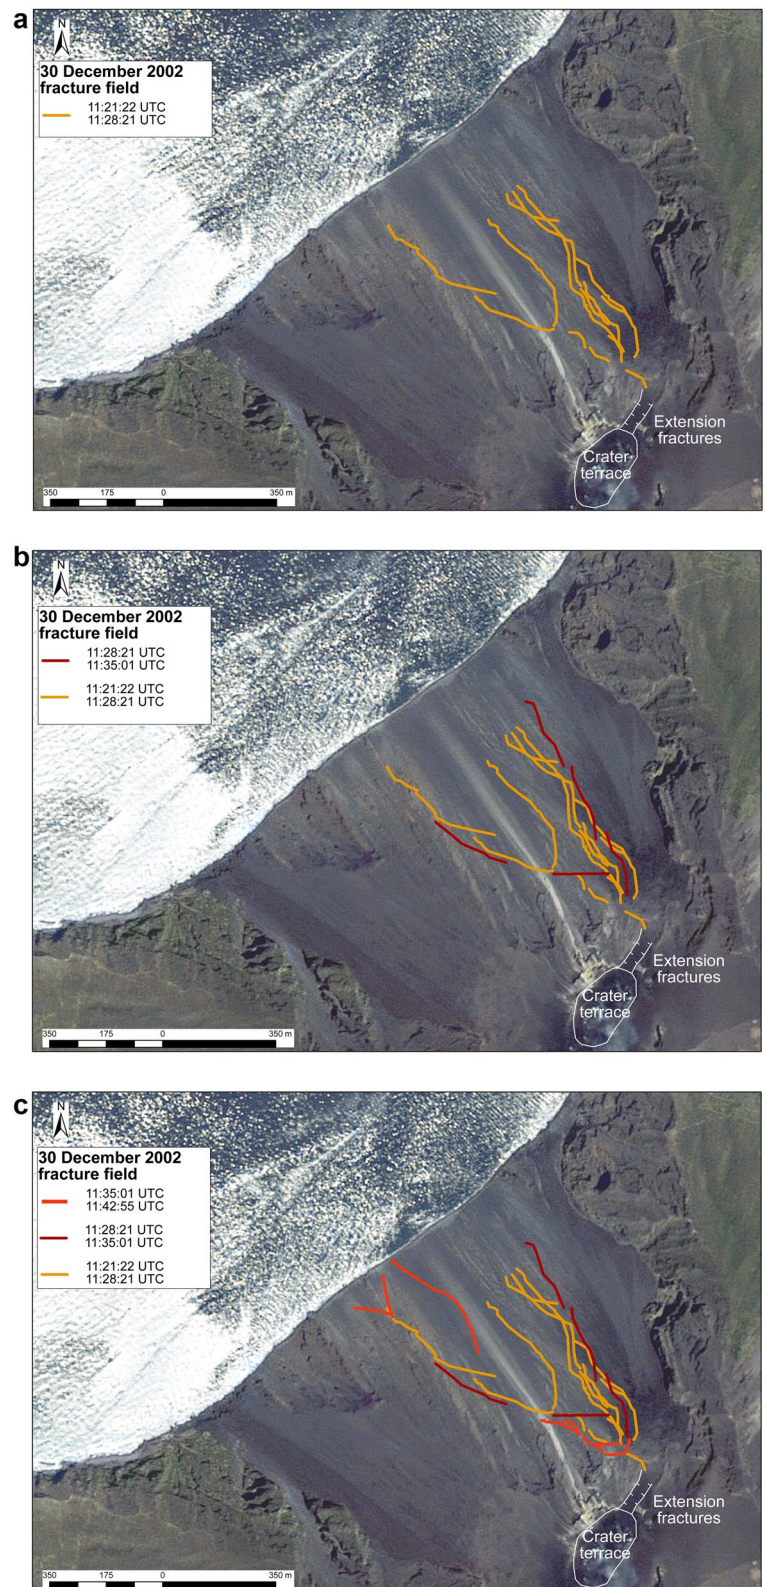 a
N
30 December 2002
fracture field
11:21:22 UTC
11:28:21 UTC
Extension
fractures
Crater
terrace
350 175 0 350 m
b
N
30 December 2002
fracture field
11:28:21 UTC
11:35:01 UTC
11:21:22 UTC
11:28:21 UTC
Extension
fractures
Crater
terrace
350 175 0 350 m
c
N
30 December 2002
fracture field
11:35:01 UTC
11:42:55 UTC
11:28:21 UTC
11:35:01 UTC
11:21:22 UTC
11:28:21 UTC
Extension
fractures
Crater
terrace
350 175 0 350 m